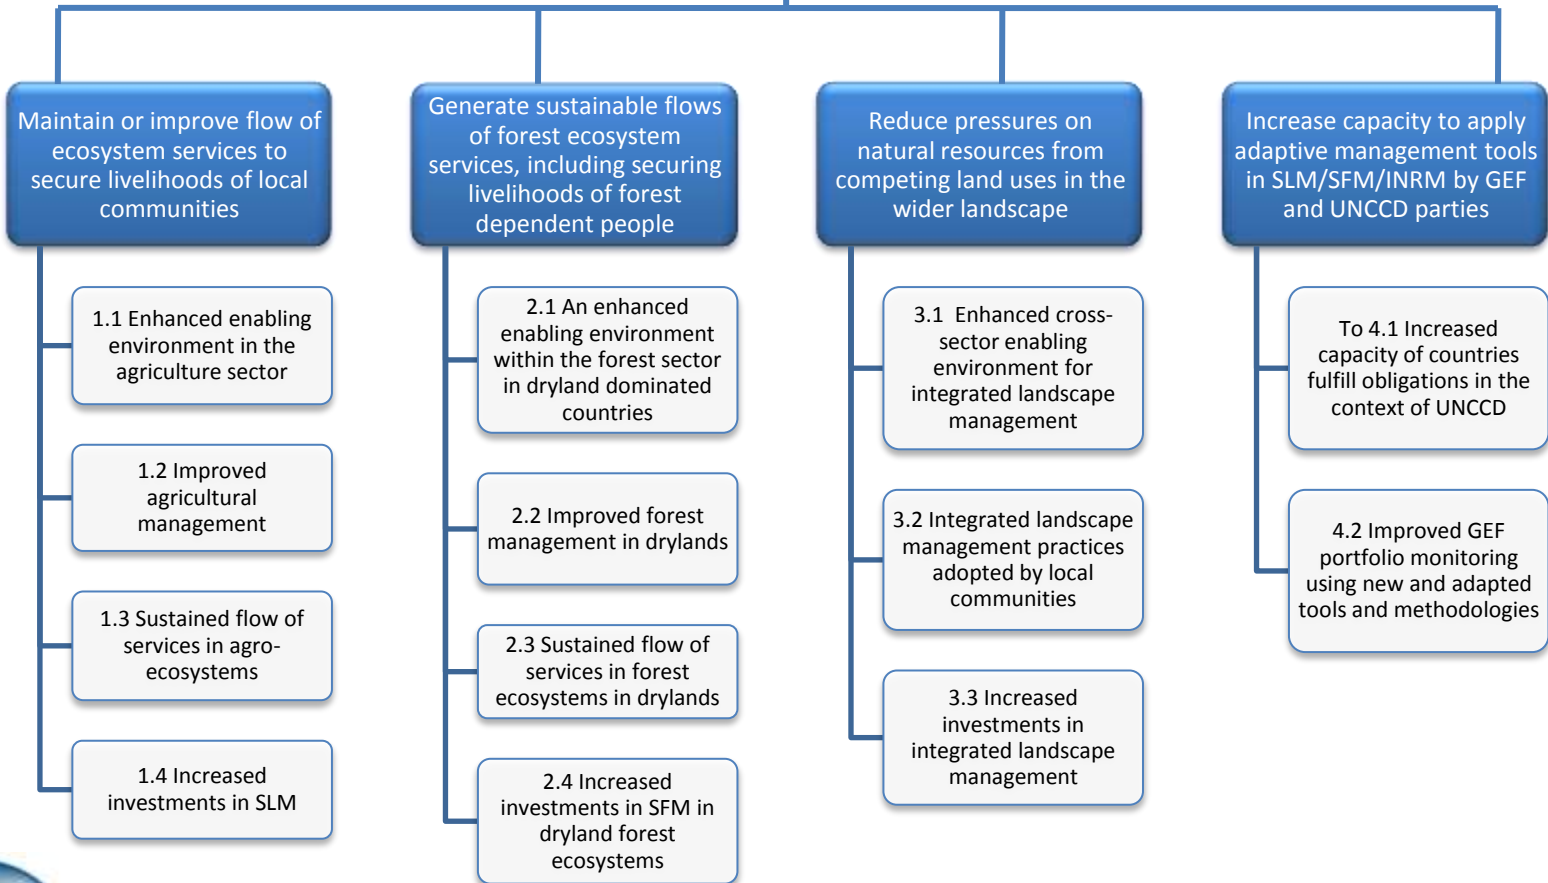 Maintain or improve flow of
ecosystem services to
secure livelihoods of local
communities
1.1 Enhanced enabling
environment in the
agriculture sector
1.2 Improved
agricultural
management
1.3 Sustained flow of
services in agro-
ecosystems
1.4 Increased
investments in SLM
Generate sustainable flows
of forest ecosystem
services, including securing
livelihoods of forest
dependent people
2.1 An enhanced
enabling environment
within the forest sector
in dryland dominated
countries
2.2 Improved forest
management in drylands
2.3 Sustained flow of
services in forest
ecosystems in drylands
2.4 Increased
investments in SFM in
dryland forest
ecosystems
Reduce pressures on
natural resources from
competing land uses in the
wider landscape
3.1 Enhanced cross-
sector enabling
environment for
integrated landscape
management
3.2 Integrated landscape
management practices
adopted by local
communities
3.3 Increased
investments in
integrated landscape
management
Increase capacity to apply
adaptive management tools
in SLM/SFM/INRM by GEF
and UNCCD parties
To 4.1 Increased
capacity of countries
fulfill obligations in the
context of UNCCD
4.2 Improved GEF
portfolio monitoring
using new and adapted
tools and methodologies